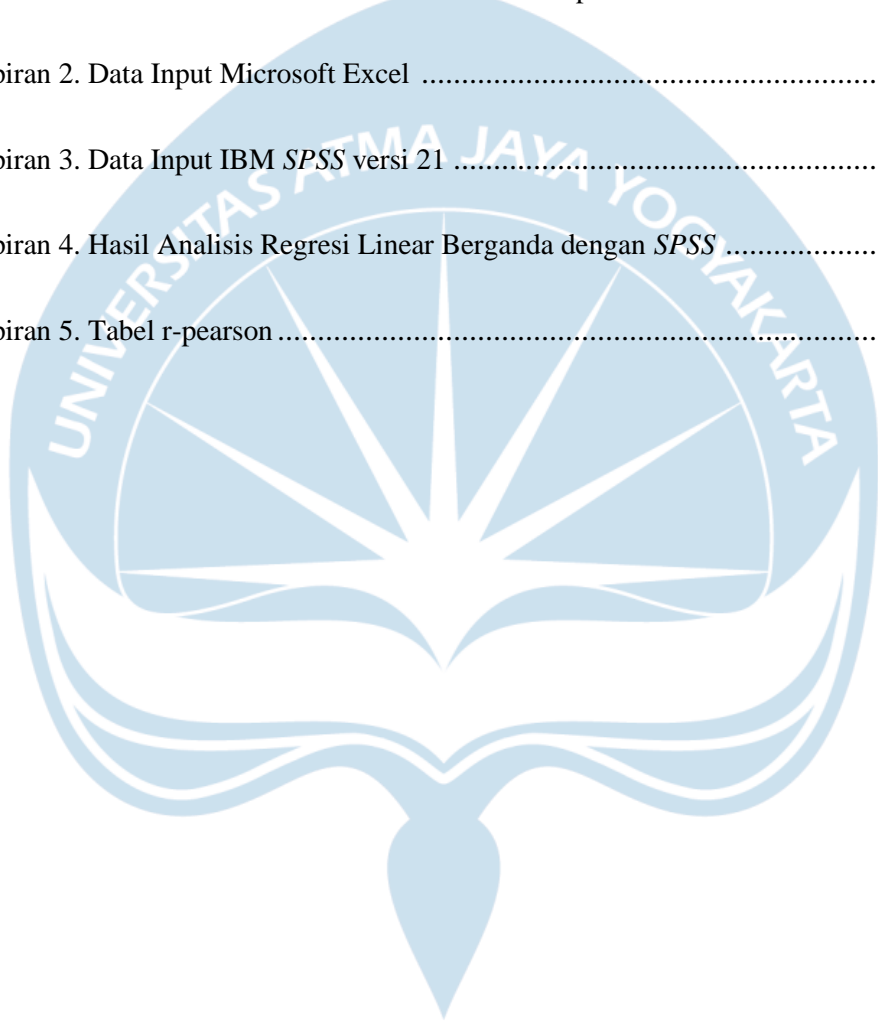 piran 2. Data Input Microsoft Excel ................................................................
piran 3. Data Input IBM SPSS versi 21 ...........................................................
piran 4. Hasil Analisis Regresi Linear Berganda dengan SPSS ....................
piran 5. Tabel r-pearson ..................................................................................
UNIVERSITAS ATMA JAYA YOGYAKARTA